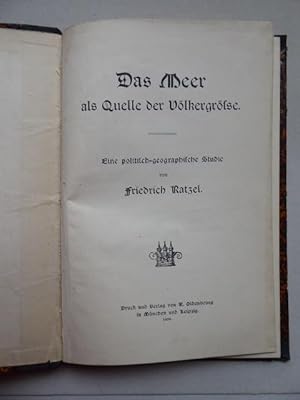 Das Meer
als Quelle der Völkergröſse.
Eine politiſch-geographiſche Studie
von
Friedrich Ratzel.
Druck und Verlag von R. Oldenbourg
in München und Leipzig.